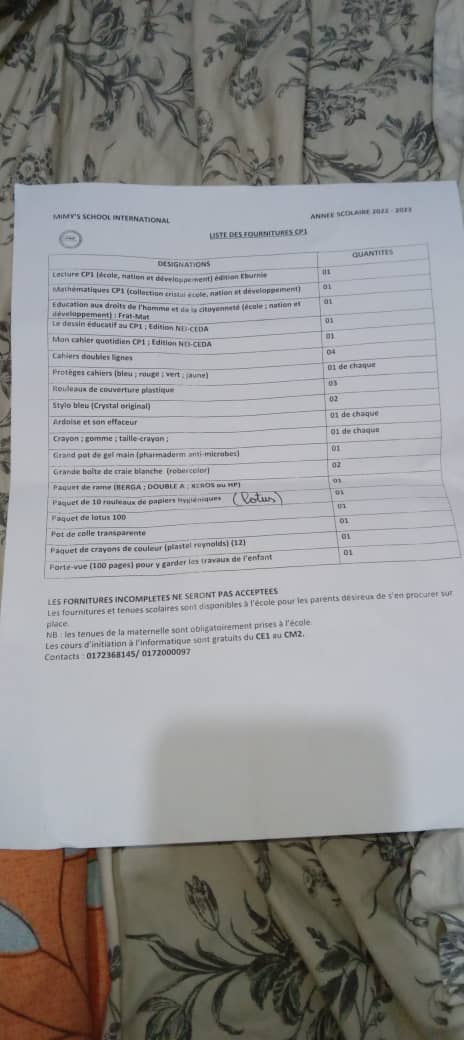 MIMY'S SCHOOL INTERNATIONAL
ANNEE SCOLAIRE 2022 - 2023
LISTE DES FOURNITURES CP1
DESIGNATIONS QUANTITES
Lecture CP1 (école, nation et développement) édition Eburnie 01
Mathématiques CP1 (collection cristal école, nation et développement) 01
Education aux droits de l'homme et de la citoyenneté (école ; nation et 01
développement) : Frat-Mat
Le dessin éducatif au CP1 ; Edition NEI-CEDA 01
Mon cahier quotidien CP1 ; Edition NEI-CEDA 01
Cahiers doubles lignes 04
Protèges cahiers (bleu ; rouge ; vert ; jaune) 01 de chaque
Rouleaux de couverture plastique 03
Stylo bleu (Crystal original) 02
Ardoise et son effaceur 01 de chaque
Crayon ; gomme ; taille-crayon ; 01 de chaque
Grand pot de gel main (pharmaderm anti-microbes) 01
Grande boîte de craie blanche (robercolor) 02
Paquet de rame (BERGA ; DOUBLE A ; XEROS ou HP) 01
Paquet de 10 rouleaux de papiers hygiéniques (lotus) 01
Paquet de lotus 100 01
Pot de colle transparente 01
Paquet de crayons de couleur (plastel reynolds) (12) 01
Porte-vue (100 pages) pour y garder les travaux de l'enfant 01
LES FORNITURES INCOMPLETES NE SERONT PAS ACCEPTEES
Les fournitures et tenues scolaires sont disponibles à l'école pour les parents désireux de s'en procurer sur
place.
NB : les tenues de la maternelle sont obligatoirement prises à l'école
Les cours d'initiation à l'informatique sont gratuits du CE1 au CM2.
Contacts : 0172368145/ 0172000097